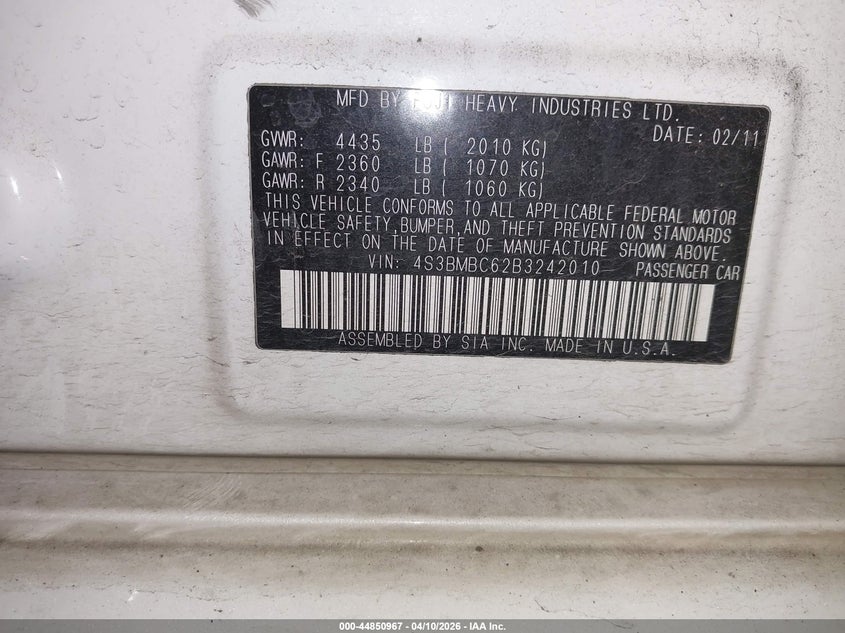 MFD BY FUJI HEAVY INDUSTRIES LTD.
DATE: 02/11
GVWR: 4435 LB ( 2010 KG)
GAWR: F 2360 LB ( 1070 KG)
GAWR: R 2340 LB ( 1060 KG)
THIS VEHICLE CONFORMS TO ALL APPLICABLE FEDERAL MOTOR
VEHICLE SAFETY,BUMPER,AND THEFT PREVENTION STANDARDS
IN EFFECT ON THE DATE OF MANUFACTURE SHOWN ABOVE.
VIN: 4S3BMBC62B3242010 PASSENGER CAR
ASSEMBLED BY SIA INC. MADE IN U.S.A.
000-44850967 - 04/10/2026 - IAA Inc.